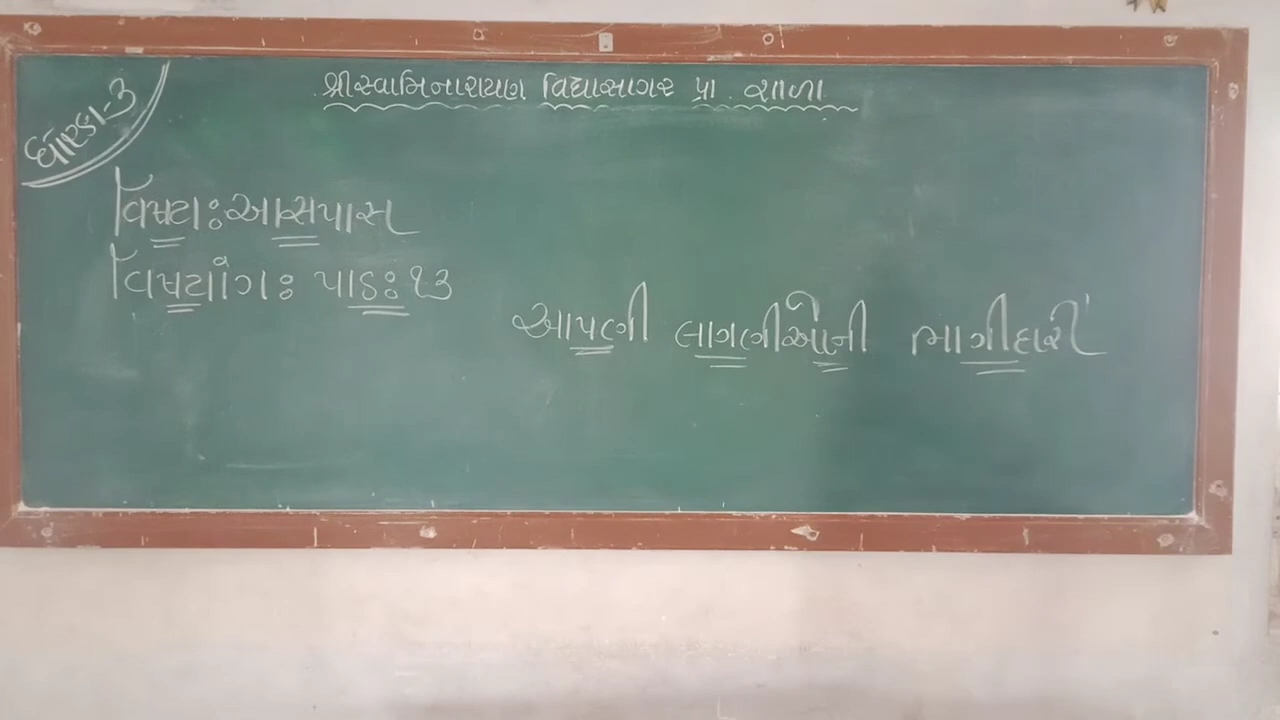 શ્રી સ્વામિનારાયણ વિદ્યાસાગર પ્રા. શાળા
ધોરણ-૩
વિષય: આસપાસ
વિષયાંગ: પાઠ: ૧૩
આપણી લાગણીઓની ભાગીદારી